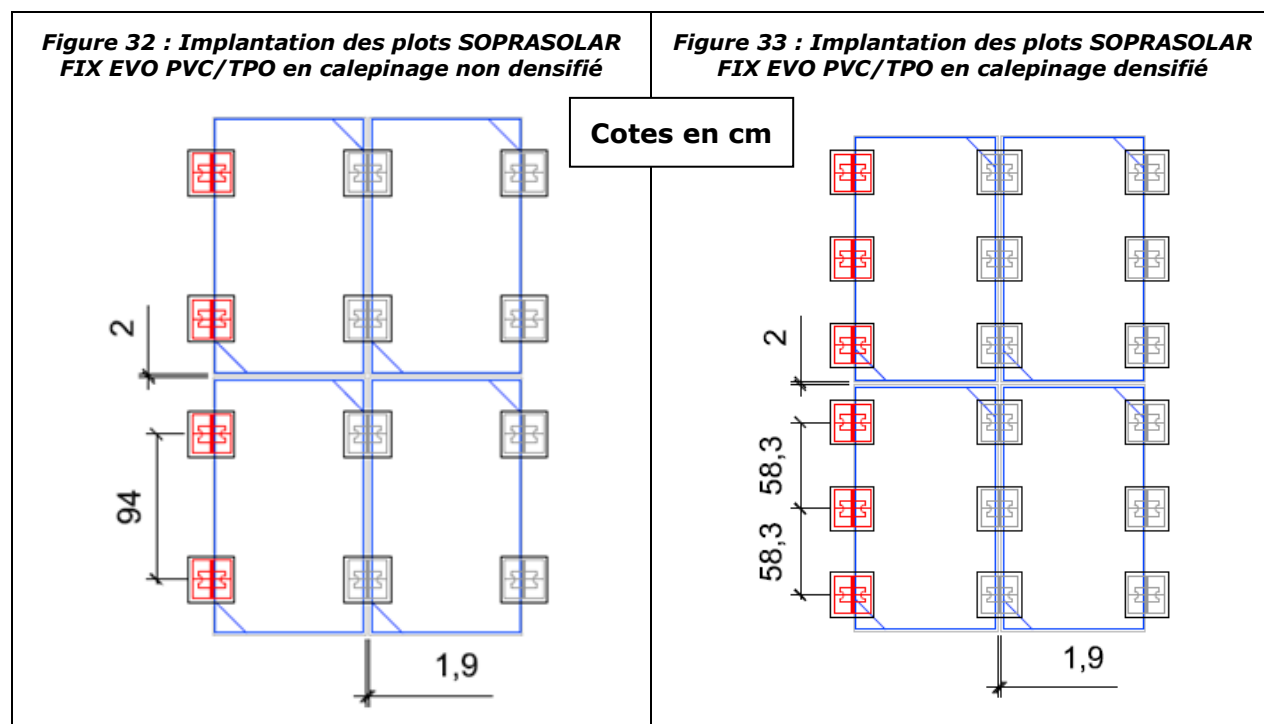 Figure 32 : Implantation des plots SOPRASOLAR
FIX EVO PVC/TPO en calepinage non densifié
Figure 33 : Implantation des plots SOPRASOLAR
FIX EVO PVC/TPO en calepinage densifié
Cotes en cm
2
94
1,9
2
58,3
58,3
1,9